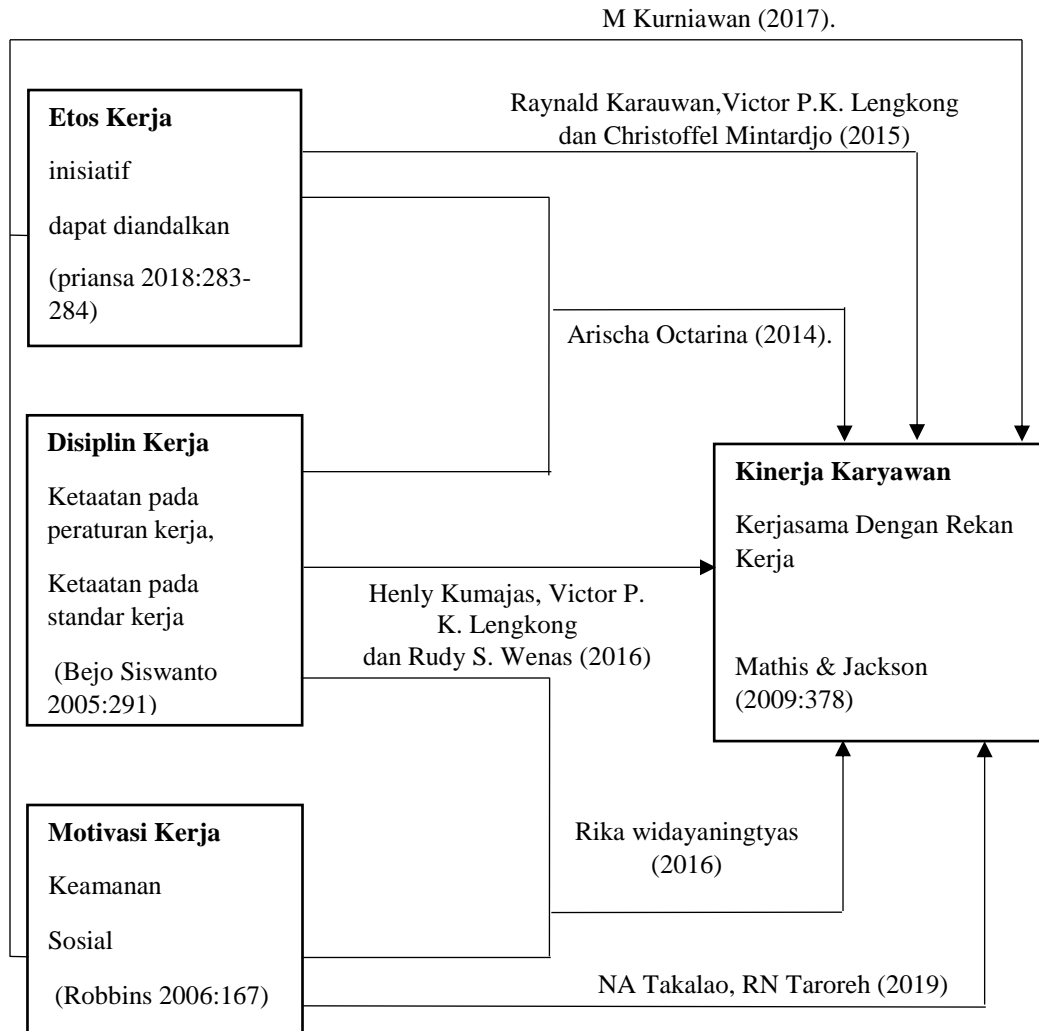 M Kurniawan (2017).
Etos Kerja
inisiatif
dapat diandalkan
(priansa 2018:283-
284)
Raynald Karauwan,Victor P.K. Lengkong
dan Christoffel Mintardjo (2015)
Arischa Octarina (2014).
Disiplin Kerja
Ketaatan pada
peraturan kerja,
Ketaatan pada
standar kerja
(Bejo Siswanto
2005:291)
Henly Kumajas, Victor P.
K. Lengkong
dan Rudy S. Wenas (2016)
Kinerja Karyawan
Kerjasama Dengan Rekan
Kerja
Mathis & Jackson
(2009:378)
Motivasi Kerja
Keamanan
Sosial
(Robbins 2006:167)
Rika widayaningtyas
(2016)
NA Takalao, RN Taroreh (2019)